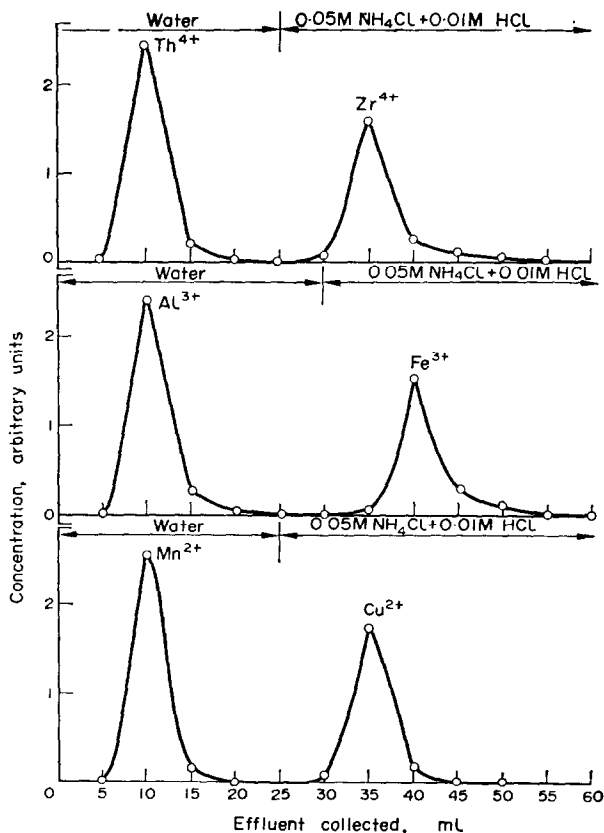 Water 0.05M NH₄Cl+0.01M HCl
Th⁴⁺
2
Zr⁴⁺
1
0
Water 0.05M NH₄Cl+0.01M HCl
Al³⁺
2
Fe³⁺
1
0
Water 0.05M NH₄Cl+0.01M HCl
Mn²⁺
2
Cu²⁺
1
0 5 10 15 20 25 30 35 40 45 50 55 60
Effluent collected, ml
Concentration, arbitrary units